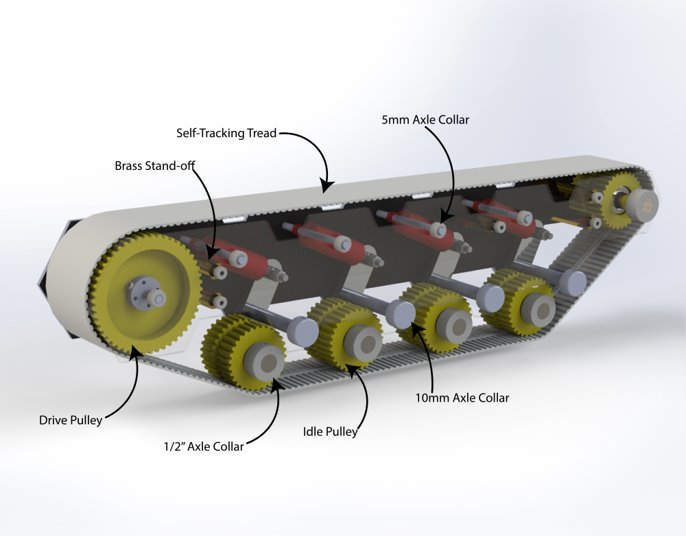 5mm Axle Collar
Self-Tracking Tread
Brass Stand-off
10mm Axle Collar
Drive Pulley
Idle Pulley
1/2” Axle Collar